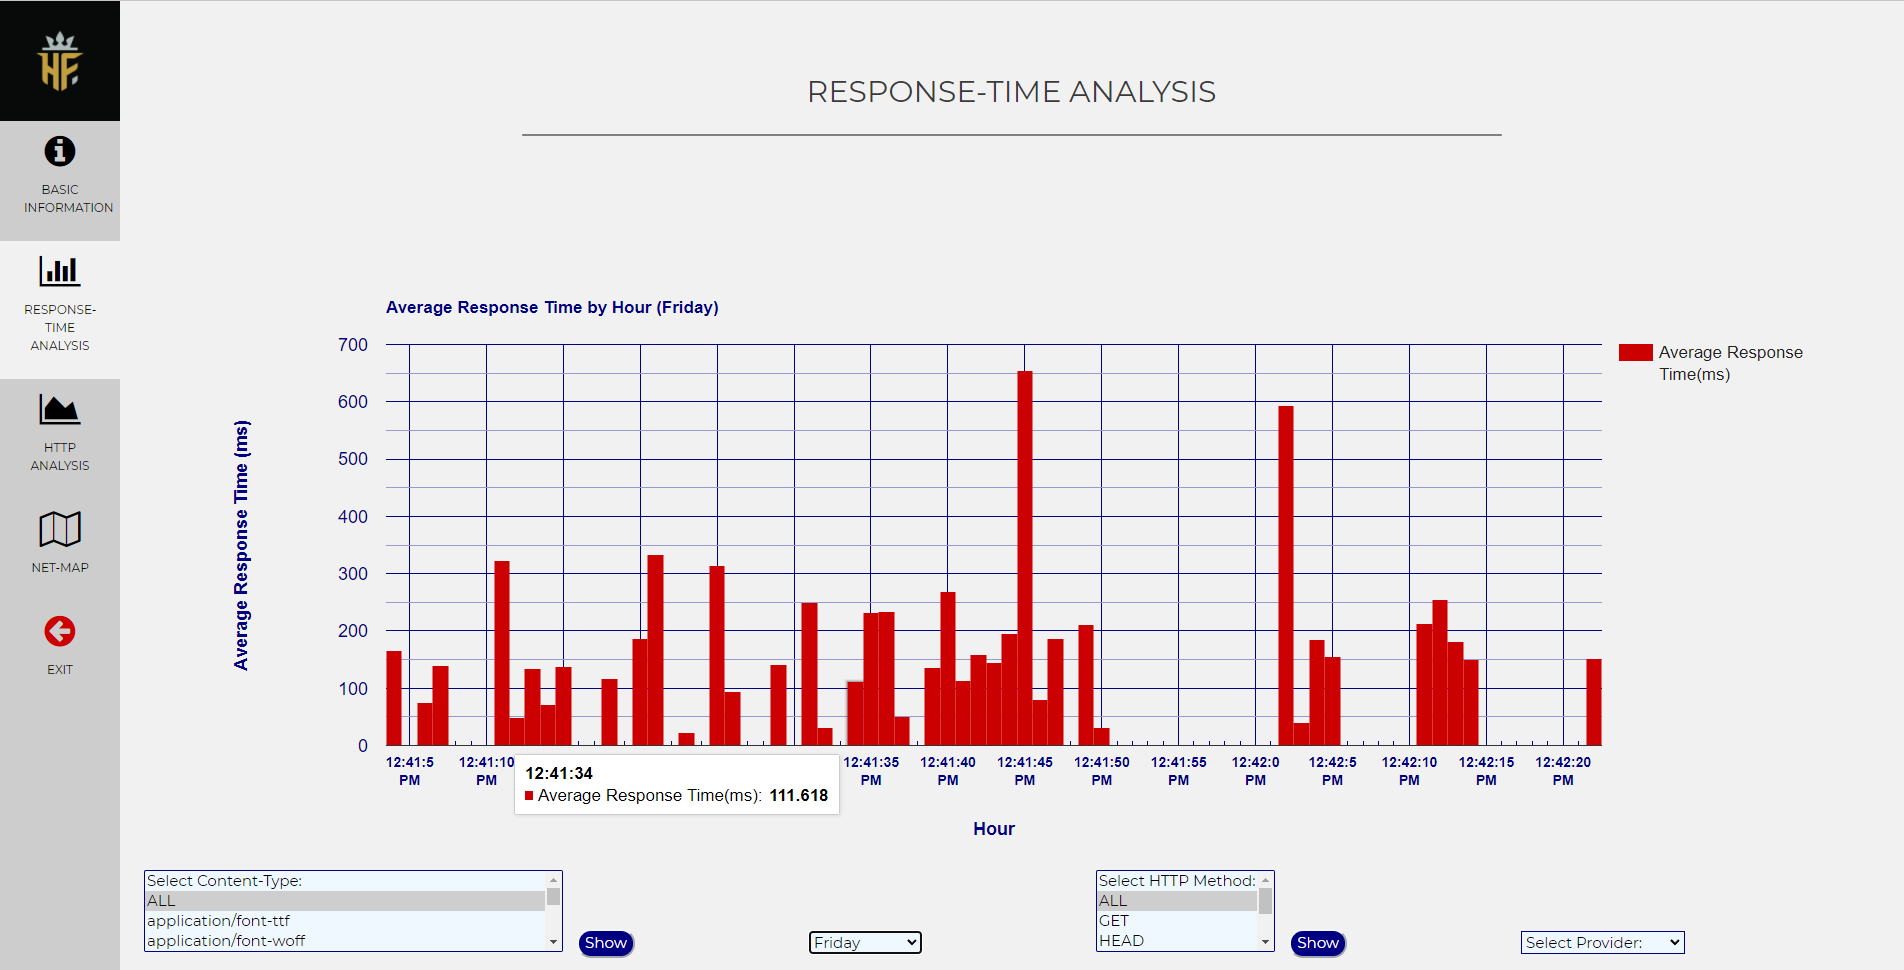 HF
RESPONSE-TIME ANALYSIS
BASIC
INFORMATION
RESPONSE-
TIME
ANALYSIS
HTTP
ANALYSIS
NET-MAP
EXIT
Average Response Time by Hour (Friday)
Average Response Time (ms)
700
600
500
400
300
200
100
0
Average Response
Time(ms)
12:41:5
PM
12:41:10
PM
12:41:35
PM
12:41:40
PM
12:41:45
PM
12:41:50
PM
12:41:55
PM
12:42:0
PM
12:42:5
PM
12:42:10
PM
12:42:15
PM
12:42:20
PM
12:41:34
Average Response Time(ms): 111.618
Hour
Select Content-Type:
ALL
application/font-ttf
application/font-woff
Show
Friday
Select HTTP Method:
ALL
GET
HEAD
Show
Select Provider: